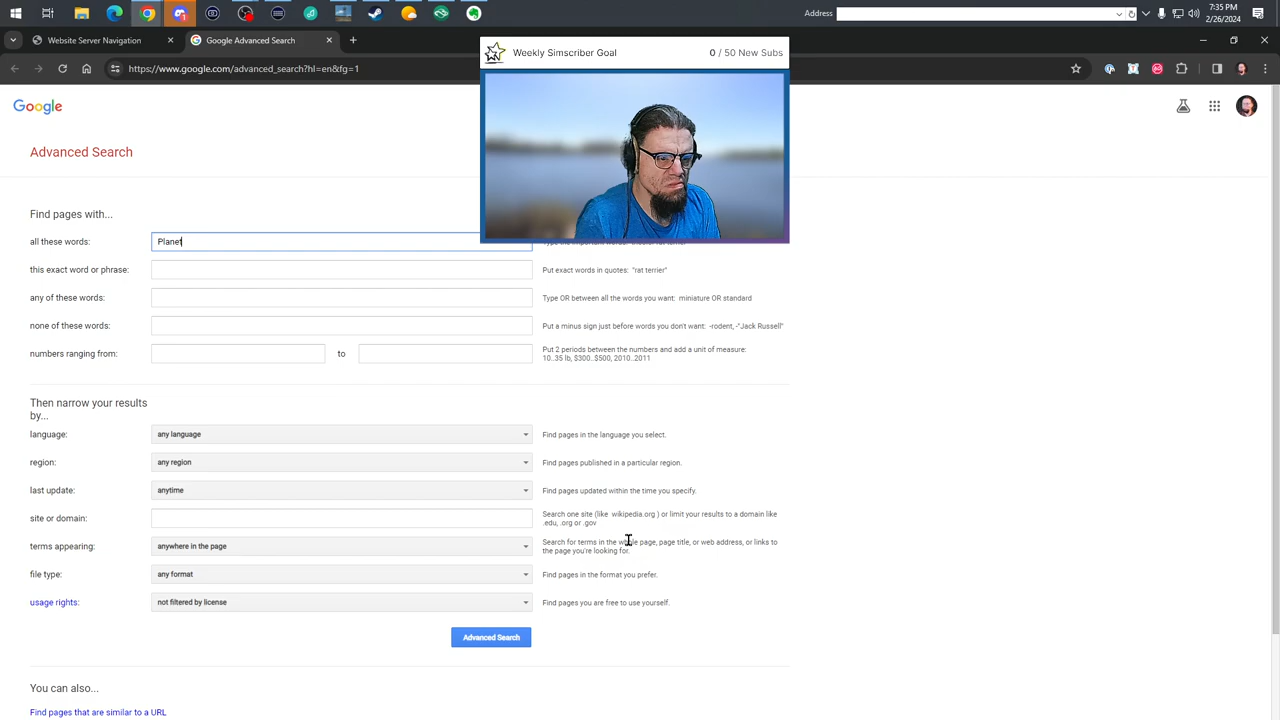 Address
7:35 PM
Website Server Navigation
Google Advanced Search
Weekly Simscriber Goal
0 / 50 New Subs
https://www.google.com/advanced_search?hl=en&fg=1
Google
Advanced Search
Find pages with...
all these words:
Planet
this exact word or phrase:
Put exact words in quotes: "rat terrier"
any of these words:
Type OR between all the words you want: miniature OR standard
none of these words:
Put a minus sign just before words you don't want: -rodent, -"Jack Russell"
numbers ranging from:
to
Put 2 periods between the numbers and add a unit of measure:
10..35 lb, $300..$500, 2010..2011
Then narrow your results
by...
language:
any language
Find pages in the language you select.
region:
any region
Find pages published in a particular region.
last update:
anytime
Find pages updated within the time you specify.
site or domain:
Search one site (like wikipedia.org ) or limit your results to a domain like
.edu, .org or .gov
terms appearing:
anywhere in the page
Search for terms in the whole page, page title, or web address, or links to
the page you're looking for.
file type:
any format
Find pages in the format you prefer.
usage rights:
not filtered by license
Find pages you are free to use yourself.
Advanced Search
You can also...
Find pages that are similar to a URL